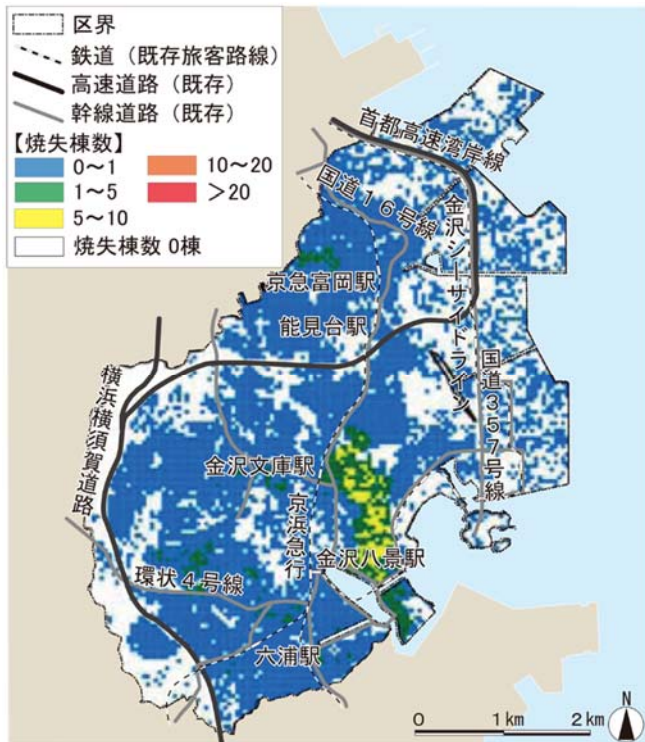 区界
鉄道（既存旅客路線）
高速道路（既存）
幹線道路（既存）
【焼失棟数】
0～1
10～20
1～5
＞20
5～10
焼失棟数 0棟
首都高速湾岸線
国道１６号線
金沢シーサイドライン
京急富岡駅
能見台駅
国道３５７号線
横浜横須賀道路
金沢文庫駅
京浜急行
金沢八景駅
環状４号線
六浦駅
N
0 1km 2km